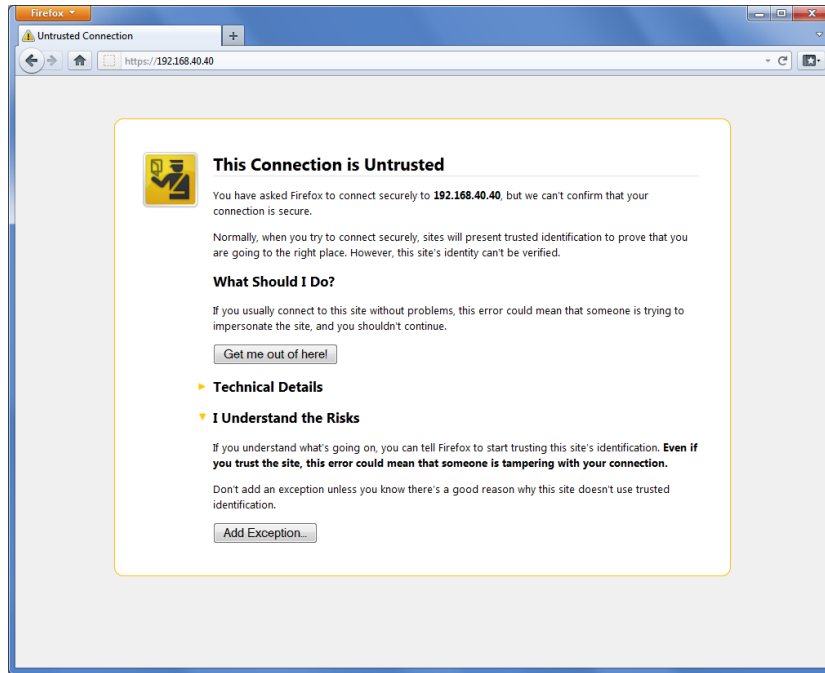 Firefox
Untrusted Connection
https://192.168.40.40
This Connection is Untrusted
You have asked Firefox to connect securely to 192.168.40.40, but we can't confirm that your
connection is secure.
Normally, when you try to connect securely, sites will present trusted identification to prove that you
are going to the right place. However, this site's identity can't be verified.
What Should I Do?
If you usually connect to this site without problems, this error could mean that someone is trying to
impersonate the site, and you shouldn't continue.
Get me out of here!
Technical Details
I Understand the Risks
If you understand what's going on, you can tell Firefox to start trusting this site's identification. Even if
you trust the site, this error could mean that someone is tampering with your connection.
Don't add an exception unless you know there's a good reason why this site doesn't use trusted
identification.
Add Exception...